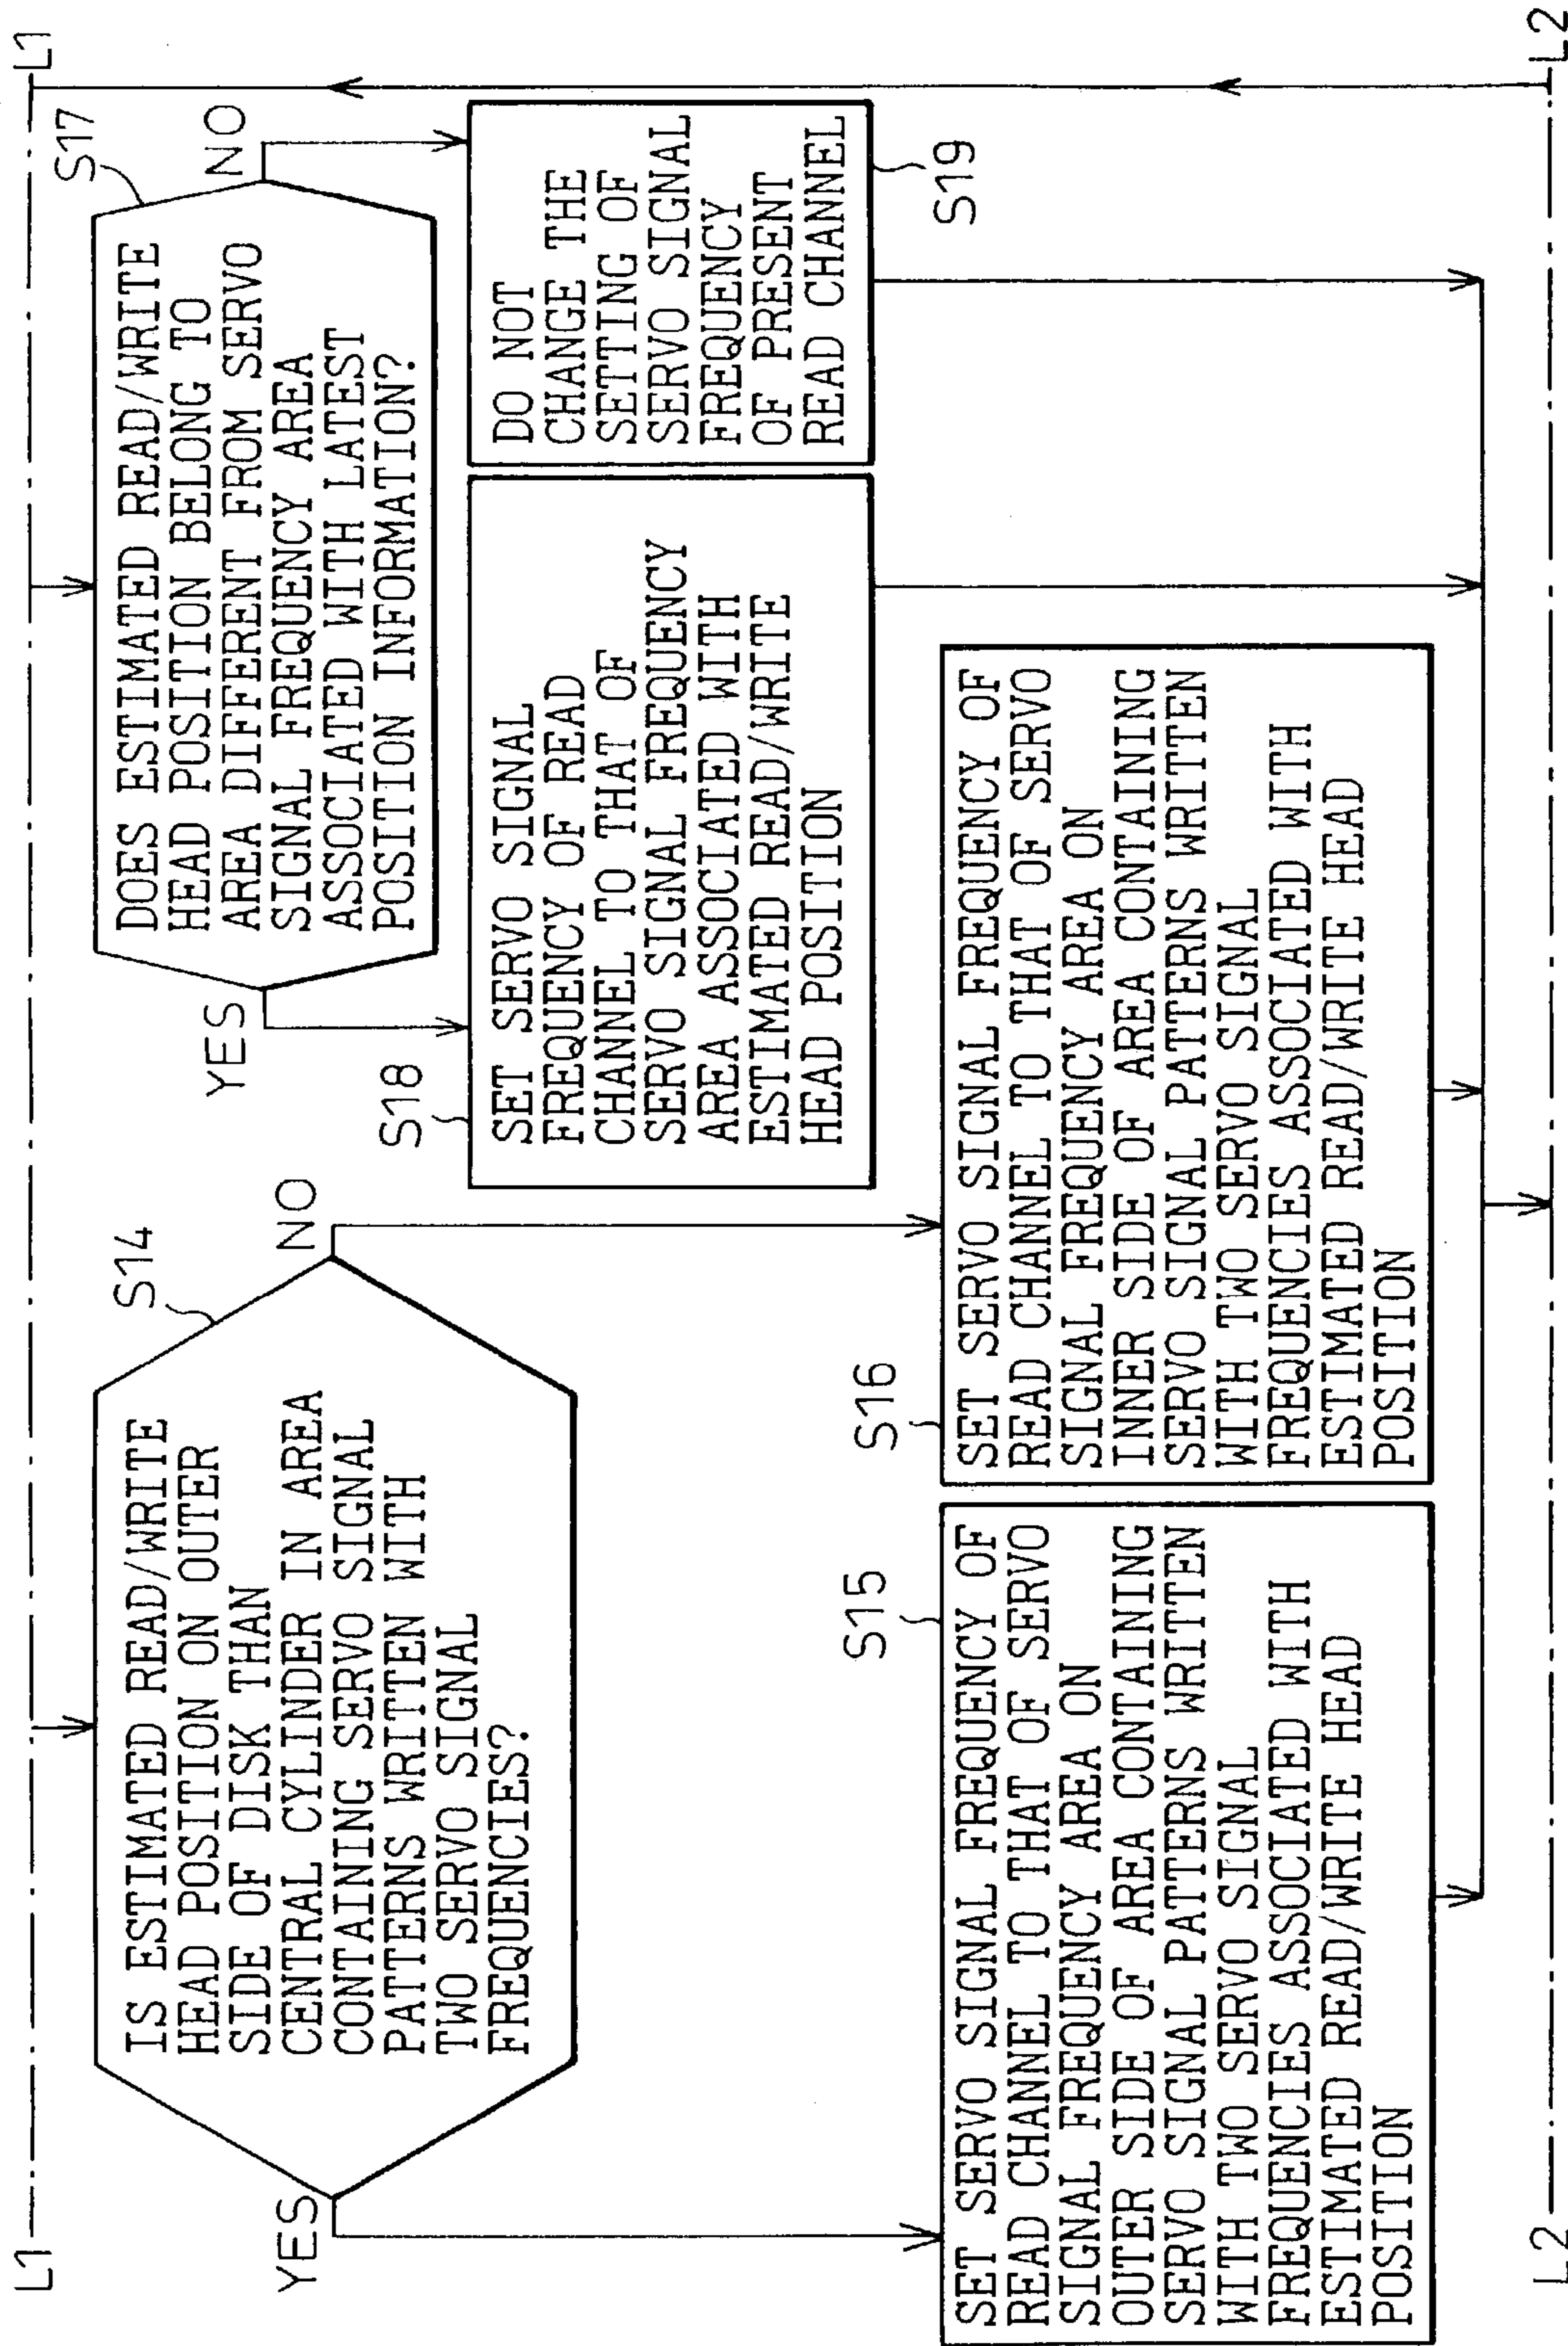 L1
L1
S14
IS ESTIMATED READ/WRITE
HEAD POSITION ON OUTER
SIDE OF DISK THAN
CENTRAL CYLINDER IN AREA
CONTAINING SERVO SIGNAL
PATTERNS WRITTEN WITH
TWO SERVO SIGNAL
FREQUENCIES?
YES
NO
S17
DOES ESTIMATED READ/WRITE
HEAD POSITION BELONG TO
AREA DIFFERENT FROM SERVO
SIGNAL FREQUENCY AREA
ASSOCIATED WITH LATEST
POSITION INFORMATION?
YES
NO
S18
SET SERVO SIGNAL
FREQUENCY OF READ
CHANNEL TO THAT OF
SERVO SIGNAL FREQUENCY
AREA ASSOCIATED WITH
ESTIMATED READ/WRITE
HEAD POSITION
DO NOT
CHANGE THE
SETTING OF
SERVO SIGNAL
FREQUENCY
OF PRESENT
READ CHANNEL
S19
S15
SET SERVO SIGNAL FREQUENCY OF
READ CHANNEL TO THAT OF SERVO
SIGNAL FREQUENCY AREA ON
OUTER SIDE OF AREA CONTAINING
SERVO SIGNAL PATTERNS WRITTEN
WITH TWO SERVO SIGNAL
FREQUENCIES ASSOCIATED WITH
ESTIMATED READ/WRITE HEAD
POSITION
S16
SET SERVO SIGNAL FREQUENCY OF
READ CHANNEL TO THAT OF SERVO
SIGNAL FREQUENCY AREA ON
INNER SIDE OF AREA CONTAINING
SERVO SIGNAL PATTERNS WRITTEN
WITH TWO SERVO SIGNAL
FREQUENCIES ASSOCIATED WITH
ESTIMATED READ/WRITE HEAD
POSITION
L2
L2